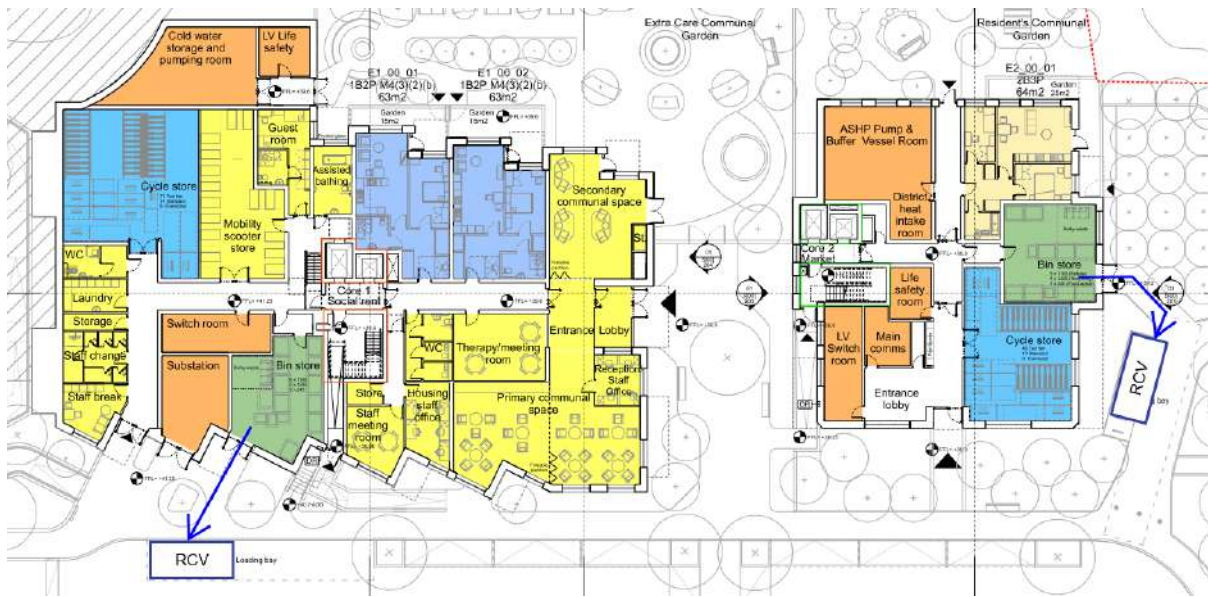 Cold water
storage and
pumping room
LV Life
safety
E1_00_01
1B2P M4(3)(2)(b)
63m2
E1_00_02
1B2P M4(3)(2)(b)
63m2
Extra Care Communal
Garden
Resident's Communal
Garden
E2_00_01
2B3P
64m2
Garden
Garden
Garden
Guest
room
Assisted
bathing
Cycle store
Mobility
scooter
store
Secondary
communal space
St.
ASHP Pump &
Buffer Vessel Room
District
heat
intake
room
Core 2
Market
Bin store
WC
Laundry
Storage
Staff change
Staff break
Switch room
Substation
Bin store
Core 1
Social rent
WC
Therapy/meeting
room
Entrance
Lobby
Reception
Staff
Office
Primary communal
space
Store
Staff
meeting
room
Housing
staff
office
Life
safety
room
LV
Switch
room
Main
comms
Entrance
lobby
Cycle store
RCV
RCV
Loading bay
bay